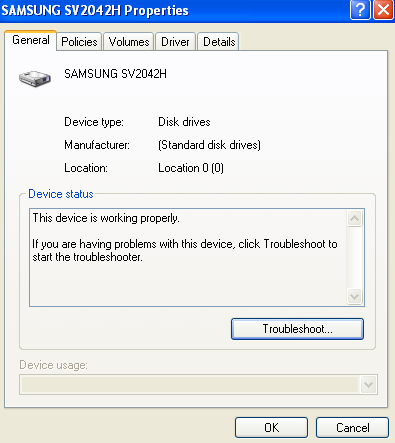 SAMSUNG SV2042H Properties
General Policies Volumes Driver Details
SAMSUNG SV2042H
Device type: Disk drives
Manufacturer: (Standard disk drives)
Location: Location 0 (0)
Device status
This device is working properly.
If you are having problems with this device, click Troubleshoot to
start the troubleshooter.
Troubleshoot...
Device usage:
OK Cancel